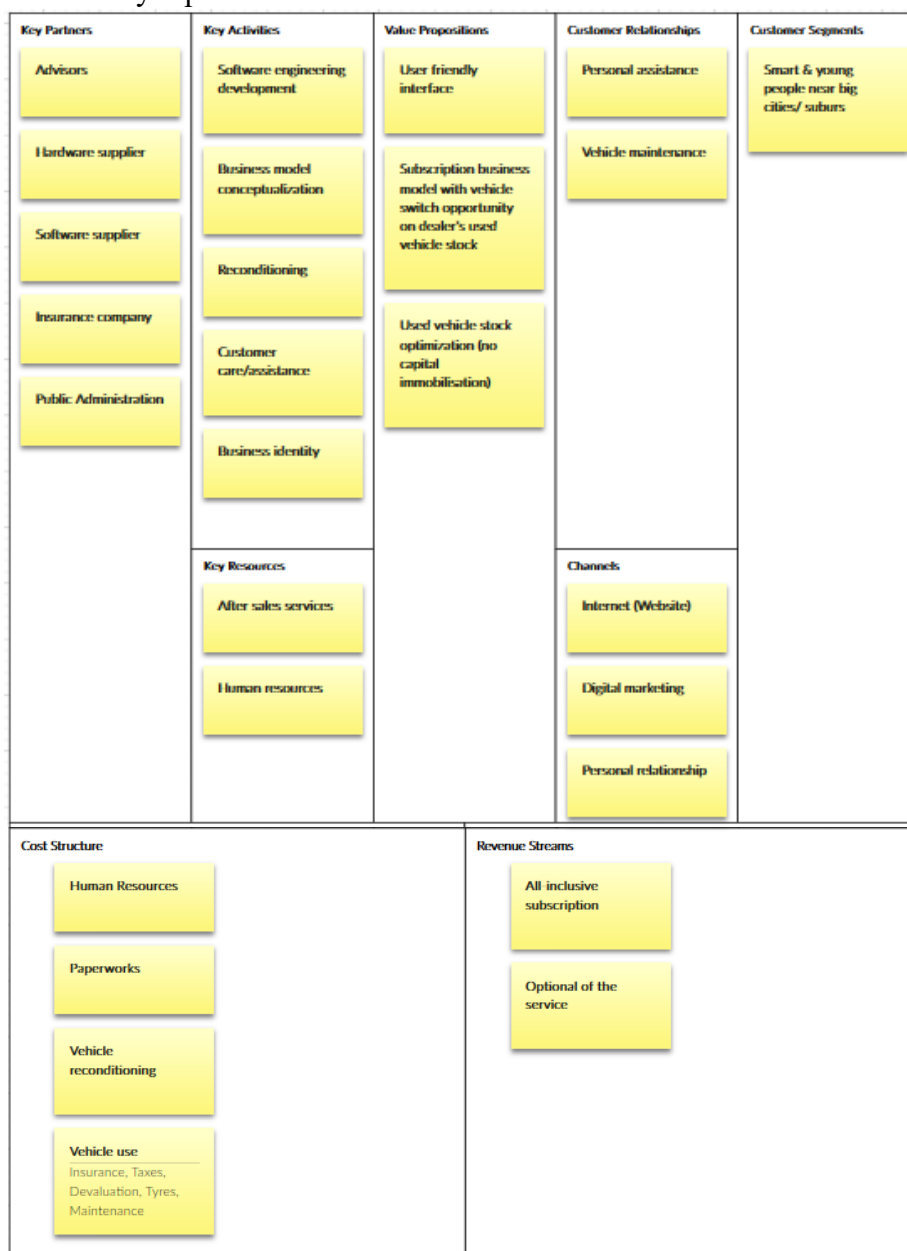 Key Partners
Advisors
Hardware supplier
Software supplier
Insurance company
Public Administration
Key Activities
Software engineering
development
Business model
conceptualization
Reconditioning
Customer
care/assistance
Business identity
Key Resources
After sales services
Human resources
Value Propositions
User friendly
interface
Subscription business
model with vehicle
switch opportunity
on dealer's used
vehicle stock
Used vehicle stock
optimization (no
capital
immobilisation)
Customer Relationships
Personal assistance
Vehicle maintenance
Channels
Internet (Website)
Digital marketing
Personal relationship
Customer Segments
Smart & young
people near big
cities/ suburs
Cost Structure
Human Resources
Paperworks
Vehicle
reconditioning
Vehicle use
Insurance, Taxes,
Devaluation, Tyres,
Maintenance
Revenue Streams
All-inclusive
subscription
Optional of the
service